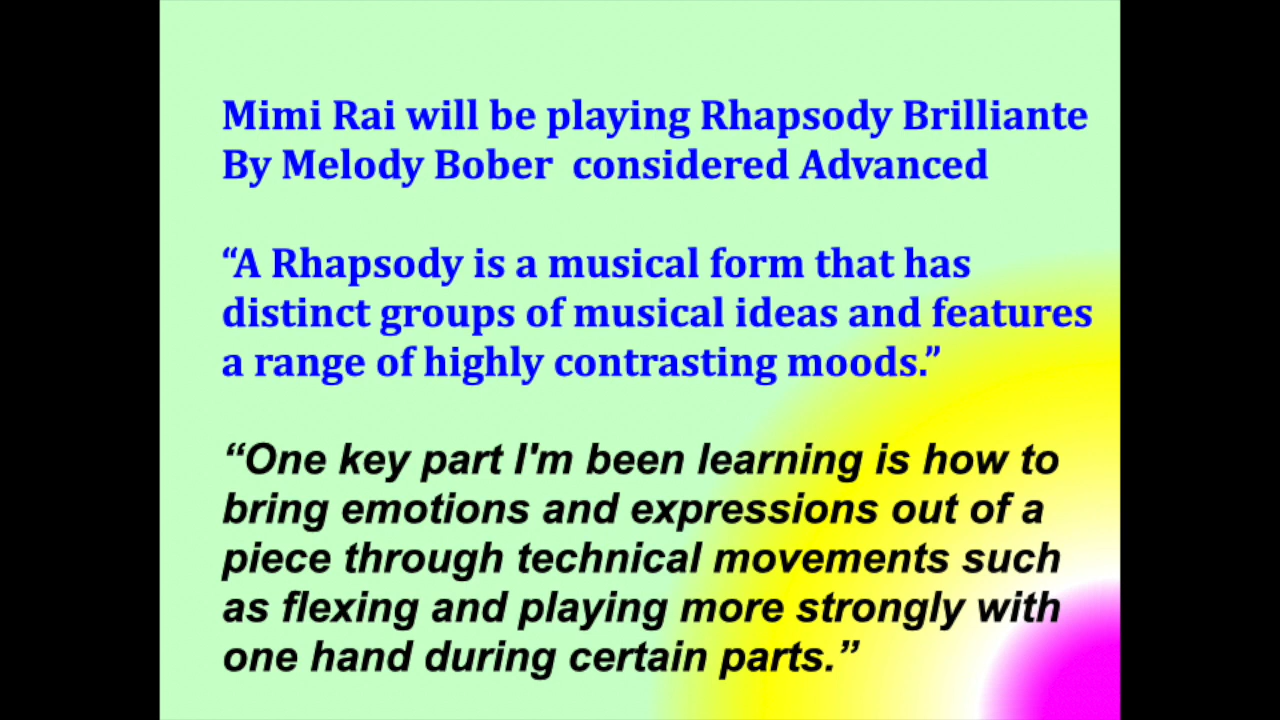 Mimi Rai will be playing Rhapsody Brilliante
By Melody Bober  considered Advanced
“A Rhapsody is a musical form that has
distinct groups of musical ideas and features
a range of highly contrasting moods.”
“One key part I'm been learning is how to
bring emotions and expressions out of a
piece through technical movements such
as flexing and playing more strongly with
one hand during certain parts.”